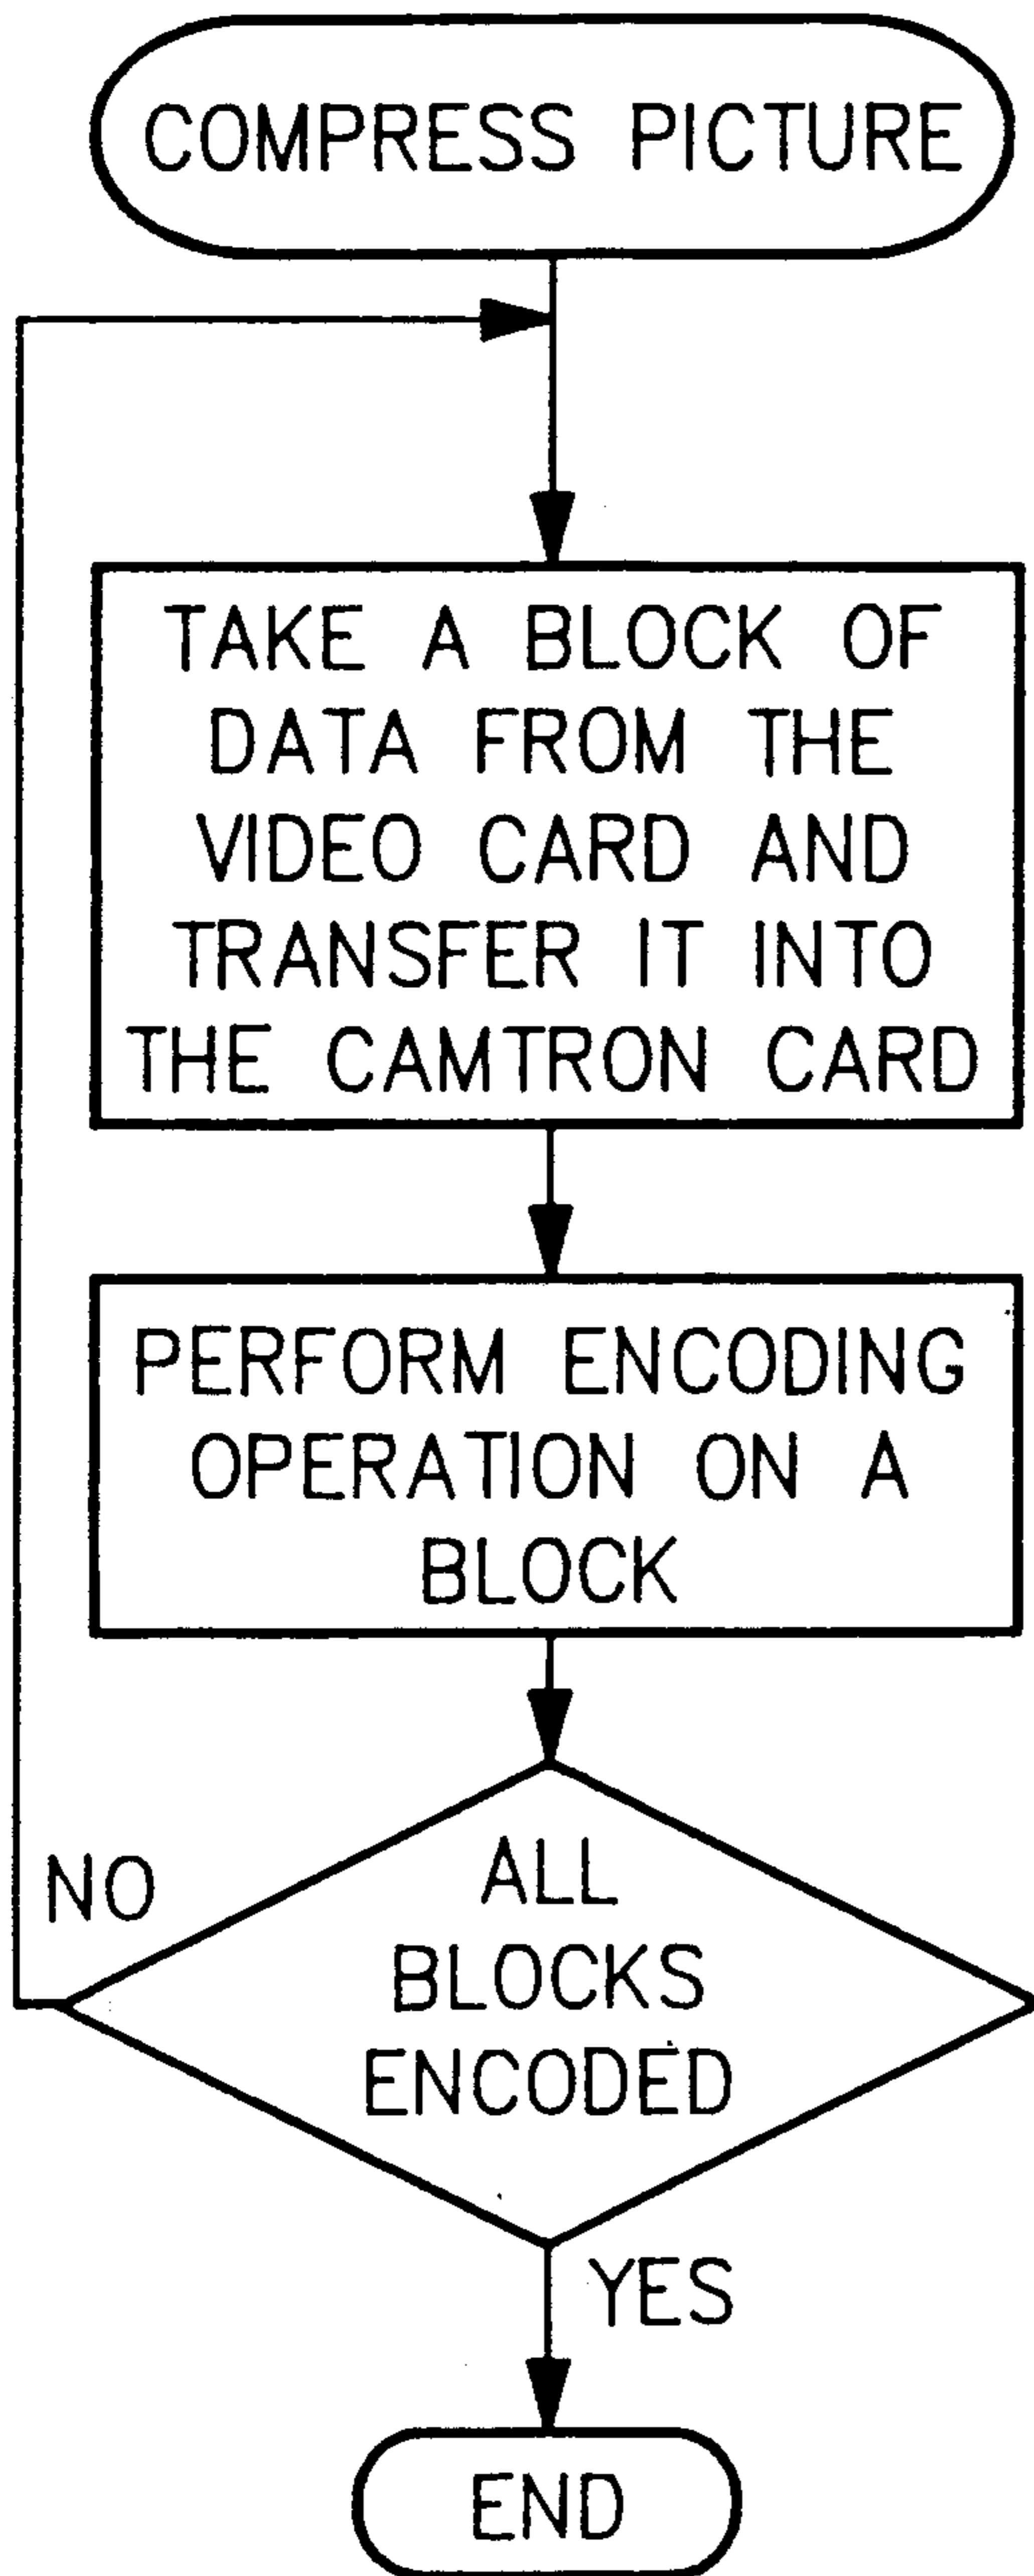 COMPRESS PICTURE
TAKE A BLOCK OF
DATA FROM THE
VIDEO CARD AND
TRANSFER IT INTO
THE CAMTRON CARD
PERFORM ENCODING
OPERATION ON A
BLOCK
ALL
BLOCKS
ENCODED
NO
YES
END